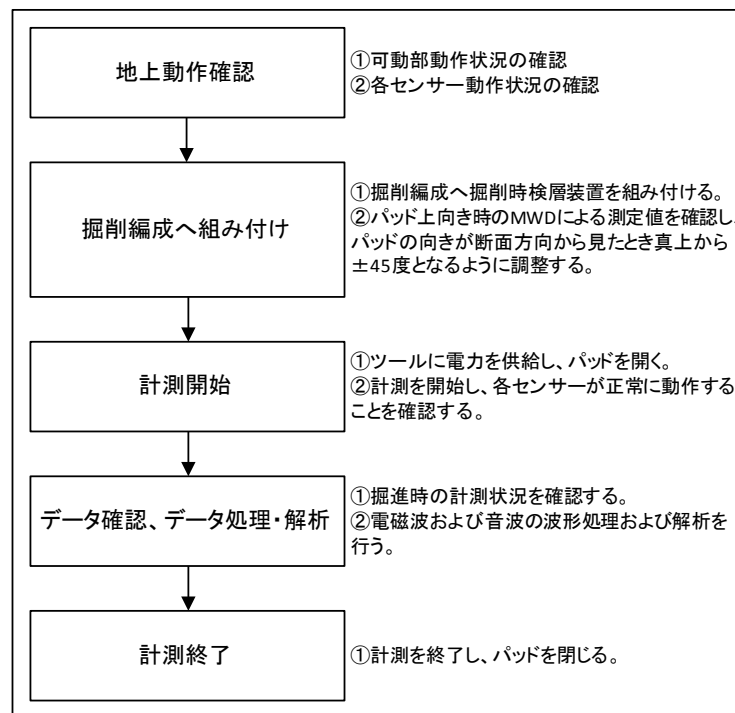 地上動作確認
①可動部動作状況の確認
②各センサー動作状況の確認
掘削編成へ組み付け
①掘削編成へ掘削時検層装置を組み付ける。
②パッド上向き時のMWDによる測定値を確認し、
パッドの向きが断面方向から見たとき真上から
±45度となるように調整する。
計測開始
①ツールに電力を供給し、パッドを開く。
②計測を開始し、各センサーが正常に動作する
ことを確認する。
データ確認、データ処理・解析
①掘進時の計測状況を確認する。
②電磁波および音波の波形処理および解析を
行う。
計測終了
①計測を終了し、パッドを閉じる。